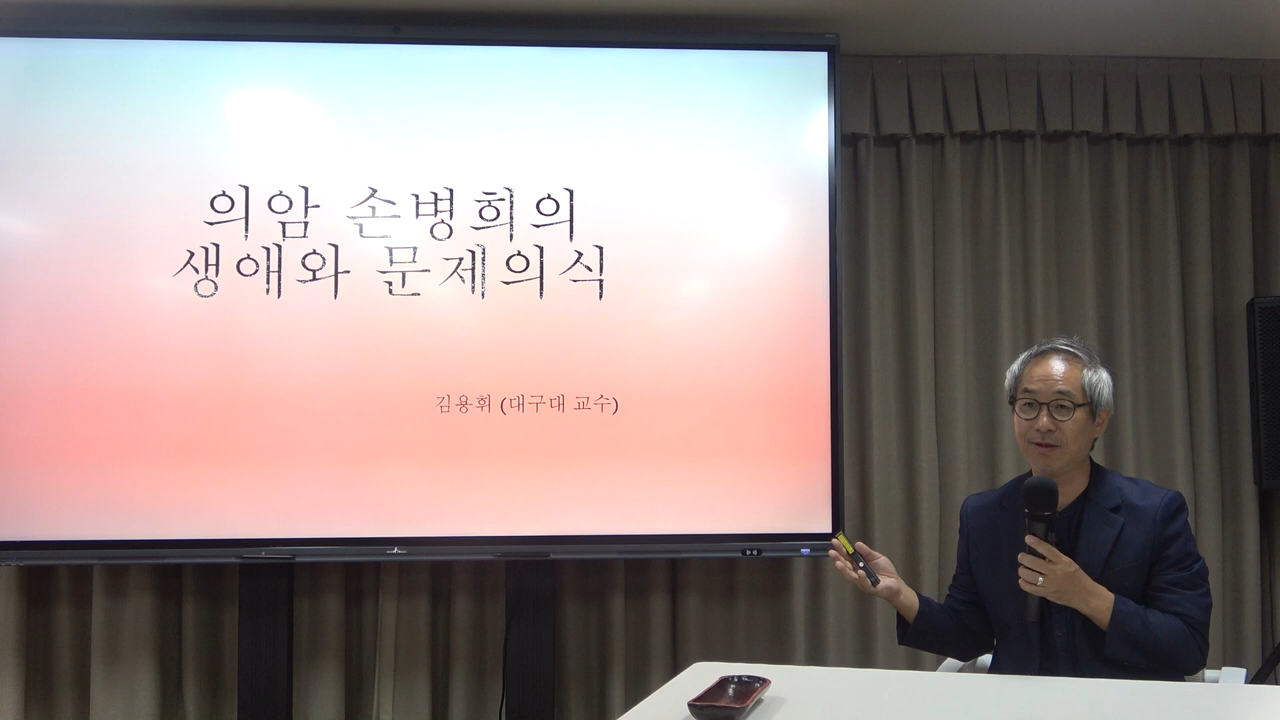 의암 손병희의
생애와 문제의식
김용휘 (대구대 교수)